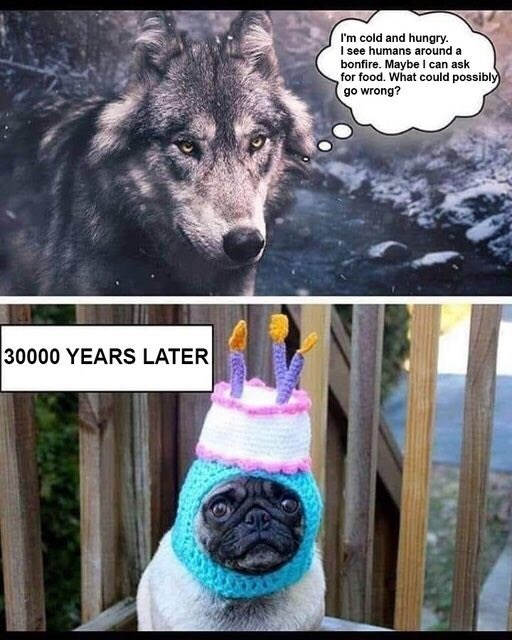 I'm cold and hungry.
I see humans around a
bonfire. Maybe I can ask
for food. What could possibly
go wrong?
30000 YEARS LATER